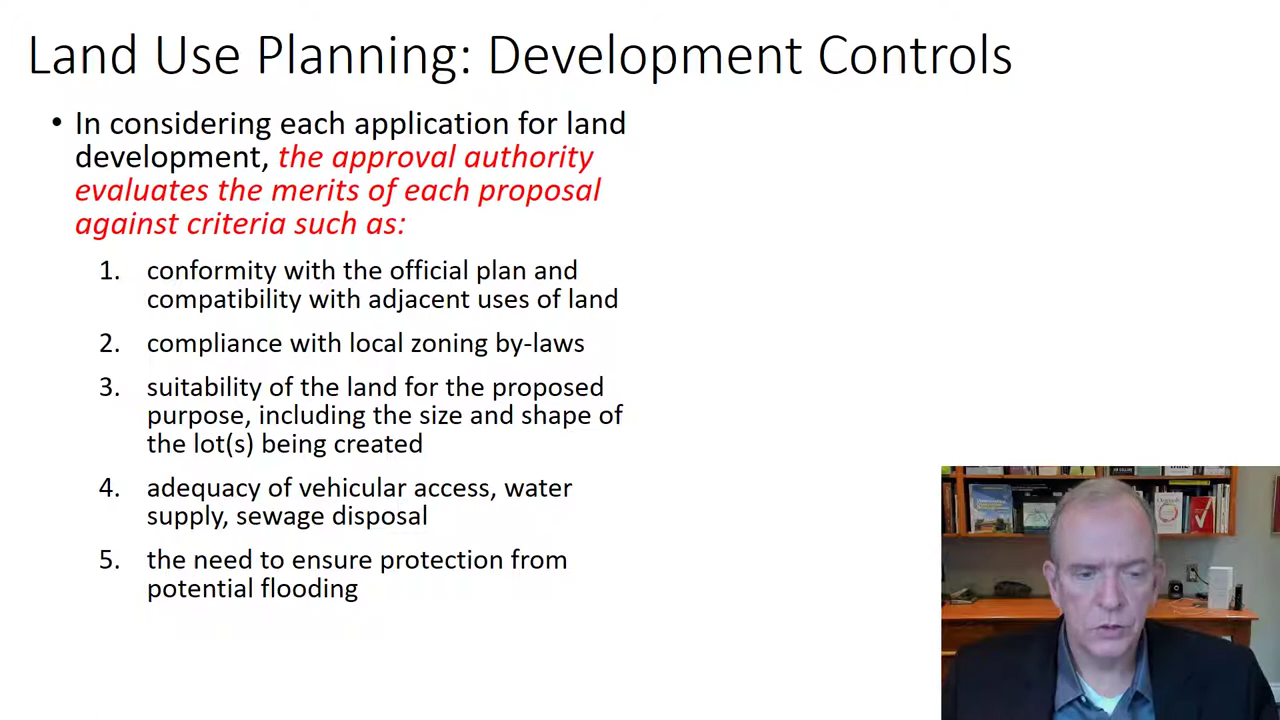 Land Use Planning: Development Controls
• In considering each application for land
development, the approval authority
evaluates the merits of each proposal
against criteria such as:
1. conformity with the official plan and
compatibility with adjacent uses of land
2. compliance with local zoning by-laws
3. suitability of the land for the proposed
purpose, including the size and shape of
the lot(s) being created
4. adequacy of vehicular access, water
supply, sewage disposal
5. the need to ensure protection from
potential flooding